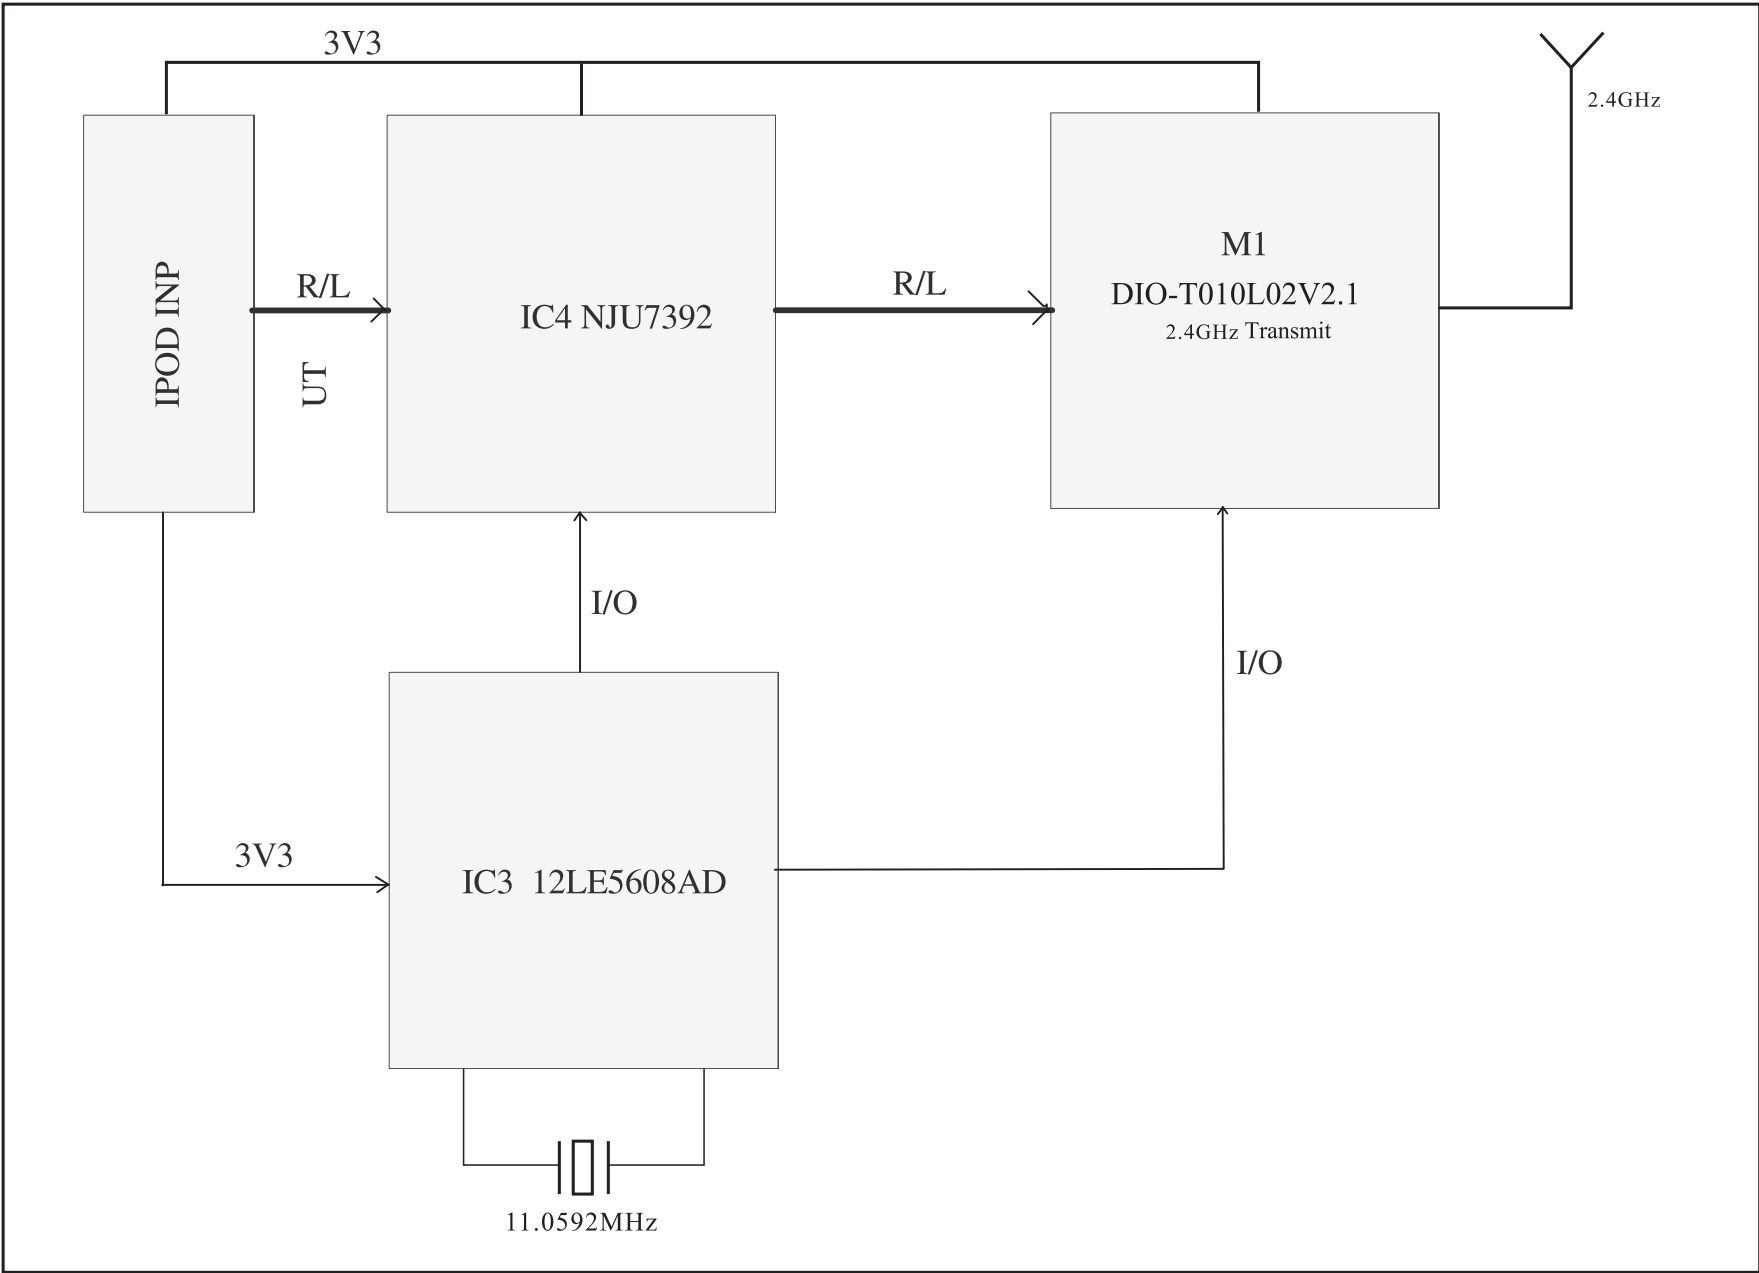 3V3
2.4GHz
IPOD INP
UT
R/L
IC4 NJU7392
R/L
M1
DIO-T010L02V2.1
2.4GHz Transmit
I/O
I/O
3V3
IC3 12LE5608AD
11.0592MHz